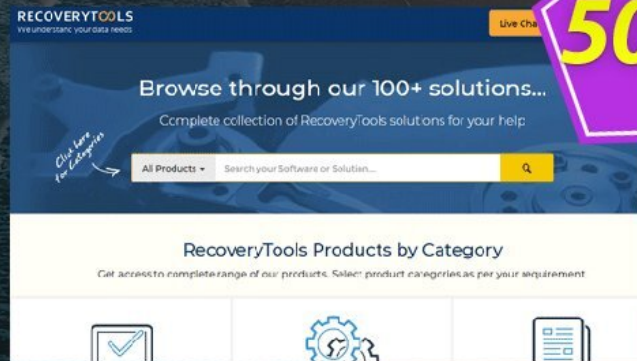 RECOVERYTOOLS
We understand your data needs
Live Cha
50
Browse through our 100+ solutions...
Complete collection of RecoveryTools solutions for your help
Click here
for Categories
All Products
Search your Software or Solution...
RecoveryTools Products by Category
Get access to complete range of our products. Select product categories as per your requirement